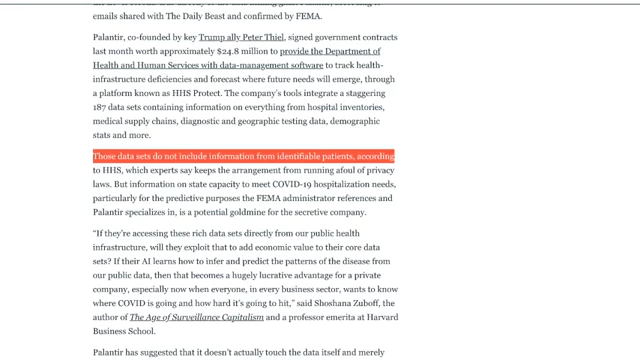 emails shared with The Daily Beast and confirmed by FEMA.
Palantir, co-founded by key Trump ally Peter Thiel, signed government contracts
last month worth approximately $24.8 million to provide the Department of
Health and Human Services with data-management software to track health-
infrastructure deficiencies and forecast where future needs will emerge, through
a platform known as HHS Protect. The company's tools integrate a staggering
187 data sets containing information on everything from hospital inventories,
medical supply chains, diagnostic and geographic testing data, demographic
stats and more.
Those data sets do not include information from identifiable patients, according
to HHS, which experts say keeps the arrangement from running afoul of privacy
laws. But information on state capacity to meet COVID-19 hospitalization needs,
particularly for the predictive purposes the FEMA administrator references and
Palantir specializes in, is a potential goldmine for the secretive company.
“If they're accessing these rich data sets directly from our public health
infrastructure, will they exploit that to add economic value to their core data
sets? If their AI learns how to infer and predict the patterns of the disease from
our public data, then that becomes a hugely lucrative advantage for a private
company, especially now when everyone, in every business sector, wants to know
where COVID is going and how hard it's going to hit,” said Shoshana Zuboff, the
author of The Age of Surveillance Capitalism and a professor emerita at Harvard
Business School.
Palantir has suggested that it doesn't actually touch the data itself and merely